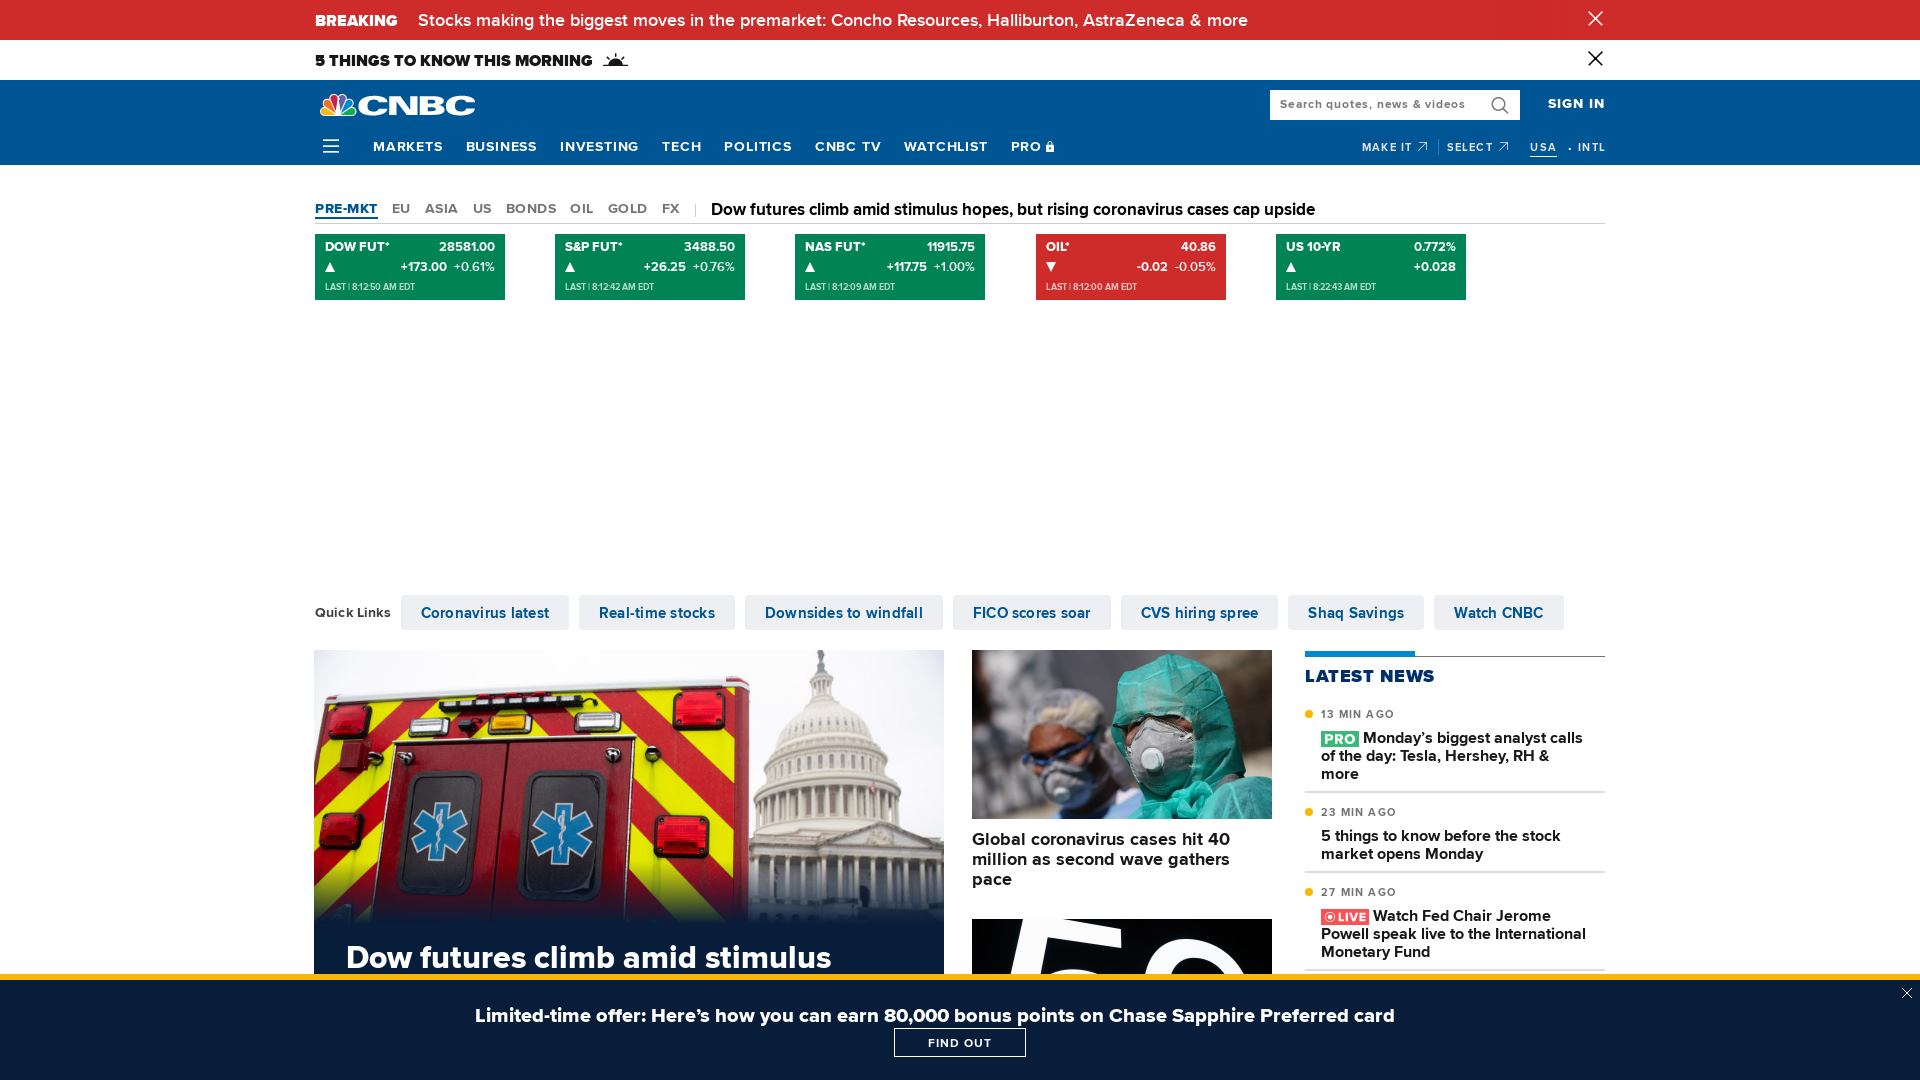 BREAKING Stocks making the biggest moves in the premarket: Concho Resources, Halliburton, AstraZeneca & more
5 THINGS TO KNOW THIS MORNING
CNBC
Search quotes, news & videos
SIGN IN
MARKETS BUSINESS INVESTING TECH POLITICS CNBC TV WATCHLIST PRO
MAKE IT SELECT USA • INTL
PRE-MKT EU ASIA US BONDS OIL GOLD FX
Dow futures climb amid stimulus hopes, but rising coronavirus cases cap upside
DOW FUT* 28581.00
+173.00 +0.61%
LAST | 8:12:50 AM EDT
S&P FUT* 3488.50
+26.25 +0.76%
LAST | 8:12:42 AM EDT
NAS FUT* 11915.75
+117.75 +1.00%
LAST | 8:12:09 AM EDT
OIL* 40.86
-0.02 -0.05%
LAST | 8:12:00 AM EDT
US 10-YR 0.772%
+0.028
LAST | 8:22:43 AM EDT
Quick Links Coronavirus latest Real-time stocks Downsides to windfall FICO scores soar CVS hiring spree Shaq Savings Watch CNBC
Dow futures climb amid stimulus
Global coronavirus cases hit 40
million as second wave gathers
pace
LATEST NEWS
13 MIN AGO
PRO Monday’s biggest analyst calls
of the day: Tesla, Hershey, RH &
more
23 MIN AGO
5 things to know before the stock
market opens Monday
27 MIN AGO
LIVE Watch Fed Chair Jerome
Powell speak live to the International
Monetary Fund
Limited-time offer: Here’s how you can earn 80,000 bonus points on Chase Sapphire Preferred card
FIND OUT